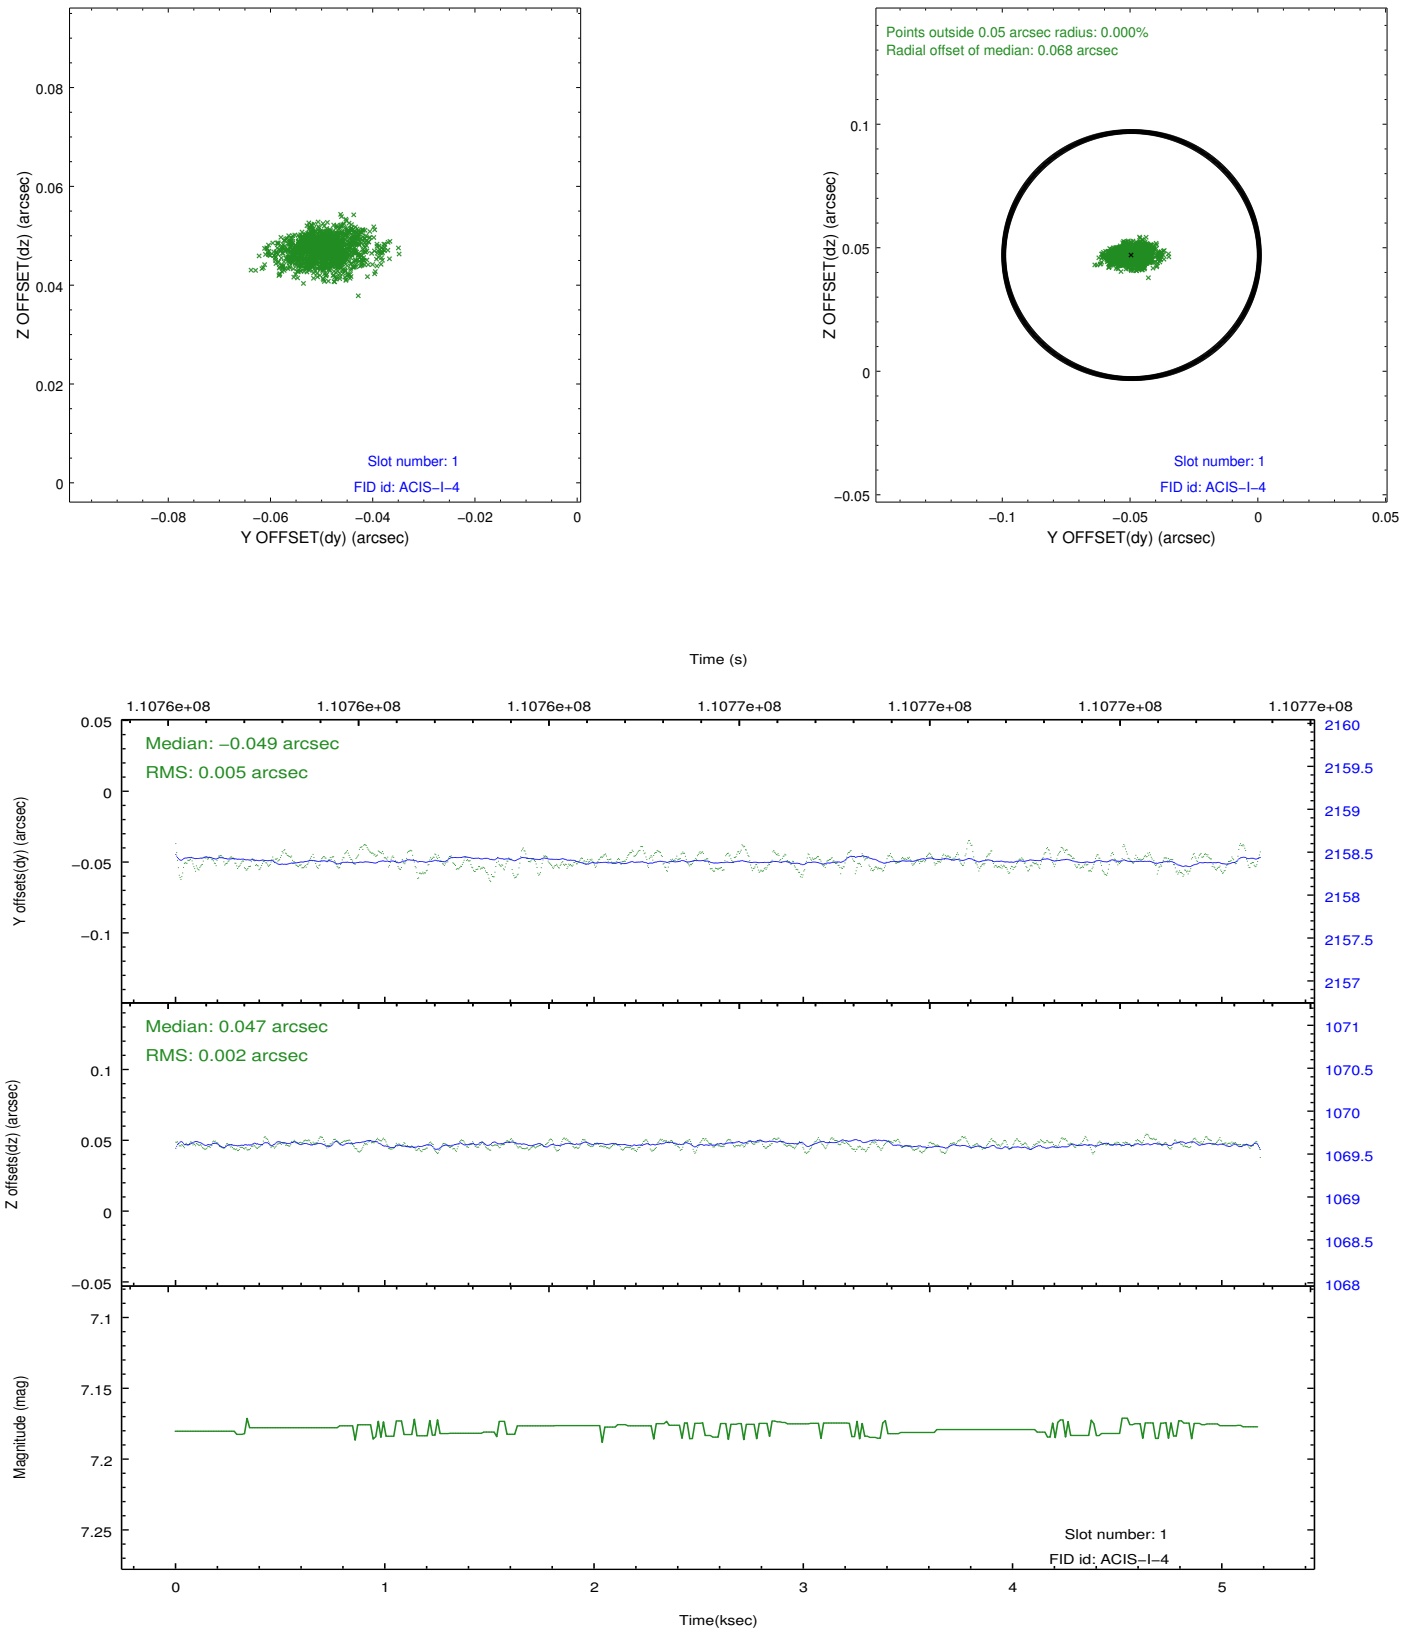 0.08
0.06
0.04
0.02
0
Z OFFSET(dz) (arcsec)
Slot number: 1
FID id: ACIS−I−4
−0.08 −0.06 −0.04 −0.02 0
Y OFFSET(dy) (arcsec)
Points outside 0.05 arcsec radius: 0.000%
Radial offset of median: 0.068 arcsec
0.1
0.05
0
−0.05
Z OFFSET(dz) (arcsec)
Slot number: 1
FID id: ACIS−I−4
−0.1 −0.05 0 0.05
Y OFFSET(dy) (arcsec)
Time (s)
1.1076e+08 1.1076e+08 1.1076e+08 1.1077e+08 1.1077e+08 1.1077e+08 1.1077e+08
Median: −0.049 arcsec
RMS: 0.005 arcsec
0.05
0
−0.05
−0.1
Y offsets(dy) (arcsec)
2160
2159.5
2159
2158.5
2158
2157.5
2157
Median: 0.047 arcsec
RMS: 0.002 arcsec
0.1
0.05
0
−0.05
Z offsets(dz) (arcsec)
1071
1070.5
1070
1069.5
1069
1068.5
1068
7.1
7.15
7.2
7.25
Magnitude (mag)
Slot number: 1
FID id: ACIS−I−4
0 1 2 3 4 5
Time(ksec)